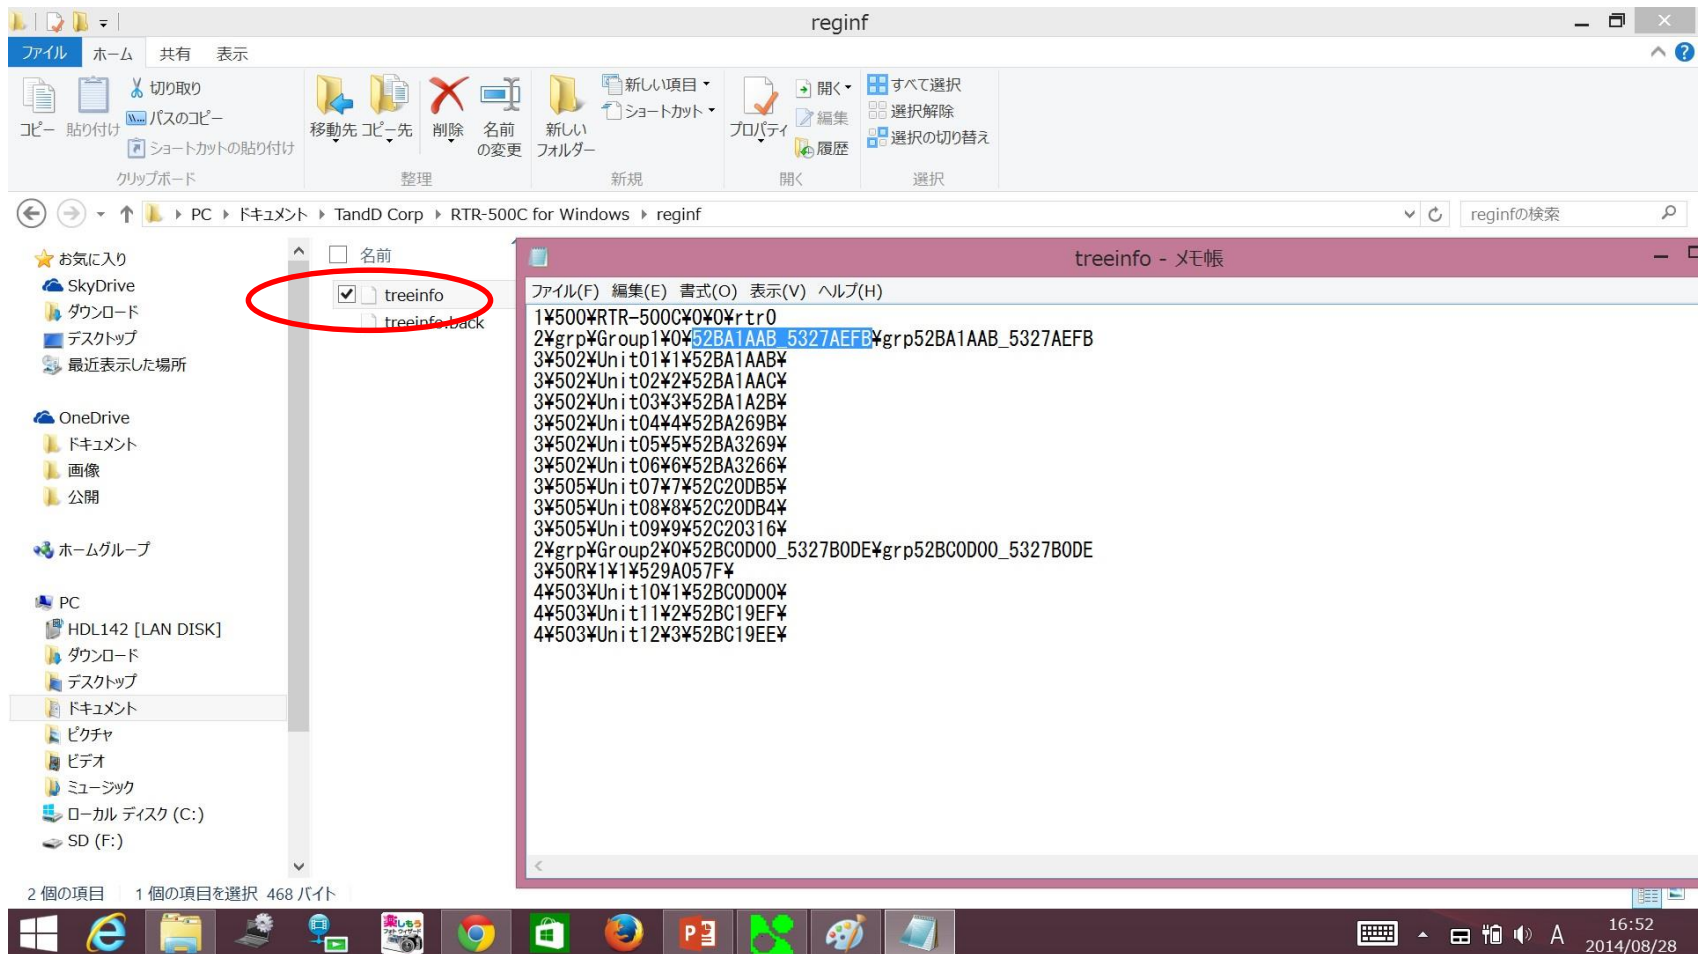 reginf
ファイル ホーム 共有 表示
コピー 貼り付け 切り取り パスのコピー ショートカットの貼り付け
クリップボード
移動先 コピー先 削除 名前の変更
整理
新しいフォルダー 新しい項目 ショートカット
新規
プロパティ 開く 編集 履歴
開く
すべて選択 選択解除 選択の切り替え
選択
PC ドキュメント TandD Corp RTR-500C for Windows reginf
reginfの検索
お気に入り
SkyDrive
ダウンロード
デスクトップ
最近表示した場所
OneDrive
ドキュメント
画像
公開
ホームグループ
PC
HDL142 [LAN DISK]
ダウンロード
デスクトップ
ドキュメント
ピクチャ
ビデオ
ミュージック
ローカル ディスク (C:)
SD (F:)
名前
treeinfo
treeinfo.back
treeinfo - メモ帳
ファイル(F) 編集(E) 書式(O) 表示(V) ヘルプ(H)
1¥500¥RTR-500C¥0¥0¥rtr0
2¥grp¥Group1¥0¥52BA1AAB_5327AEFB¥grp52BA1AAB_5327AEFB
3¥502¥Unit01¥1¥52BA1AAB¥
3¥502¥Unit02¥2¥52BA1AAC¥
3¥502¥Unit03¥3¥52BA1A2B¥
3¥502¥Unit04¥4¥52BA269B¥
3¥502¥Unit05¥5¥52BA3269¥
3¥502¥Unit06¥6¥52BA3266¥
3¥505¥Unit07¥7¥52C20DB5¥
3¥505¥Unit08¥8¥52C20DB4¥
3¥505¥Unit09¥9¥52C20316¥
2¥grp¥Group2¥0¥52BC0D00_5327B0DE¥grp52BC0D00_5327B0DE
3¥50R¥1¥1¥529A057F¥
4¥503¥Unit10¥1¥52BC0D00¥
4¥503¥Unit11¥2¥52BC19EF¥
4¥503¥Unit12¥3¥52BC19EE¥
2 個の項目 1 個の項目を選択 468 バイト
A 16:52
2014/08/28